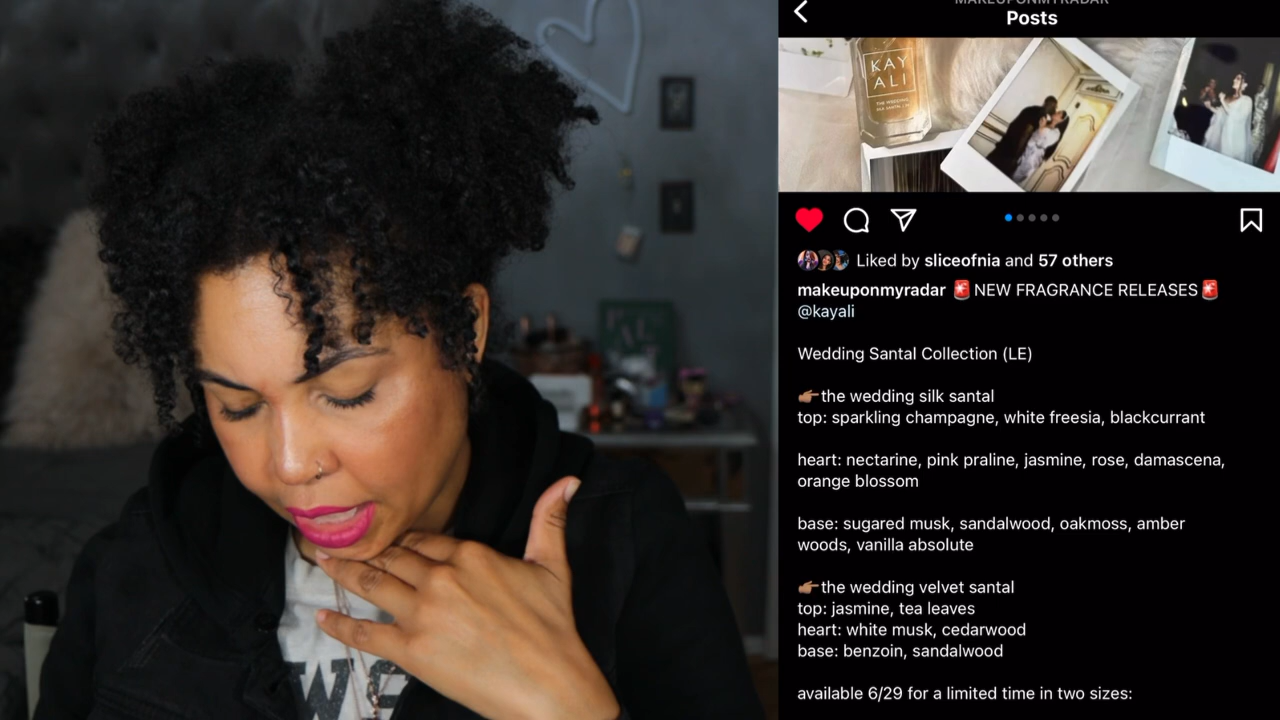 MAKEUPONMYRADAR
Posts
KAY
ALI
THE WEDDING
Liked by sliceofnia and 57 others
makeuponmyradar 🚨NEW FRAGRANCE RELEASES🚨
@kayali
Wedding Santal Collection (LE)
👉🏽the wedding silk santal
top: sparkling champagne, white freesia, blackcurrant
heart: nectarine, pink praline, jasmine, rose, damascena,
orange blossom
base: sugared musk, sandalwood, oakmoss, amber
woods, vanilla absolute
👉🏽the wedding velvet santal
top: jasmine, tea leaves
heart: white musk, cedarwood
base: benzoin, sandalwood
available 6/29 for a limited time in two sizes: